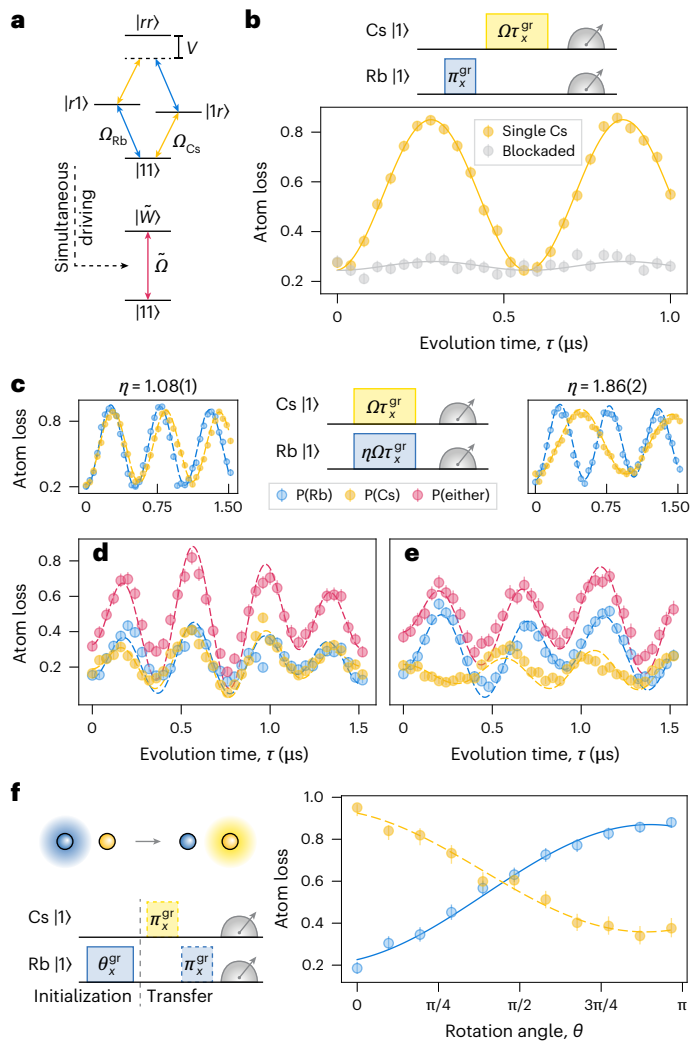 a
|rr⟩
V
|r1⟩
|1r⟩
Ω_Rb
Ω_Cs
|11⟩
Simultaneous
driving
|W̃⟩
Ω̃
|11⟩
b
Cs |1⟩
Ωτ_x^gr
Rb |1⟩
π_x^gr
Single Cs
Blockaded
Atom loss
0.8
0.6
0.4
0.2
0
0.5
1.0
Evolution time, τ (µs)
c
η = 1.08(1)
Atom loss
0.8
0.2
0
0.75
1.50
Cs |1⟩
Ωτ_x^gr
Rb |1⟩
ηΩτ_x^gr
P(Rb)
P(Cs)
P(either)
η = 1.86(2)
0
0.75
1.50
d
Atom loss
0.8
0.6
0.4
0.2
0
0.5
1.0
1.5
Evolution time, τ (µs)
e
0
0.5
1.0
1.5
Evolution time, τ (µs)
f
Cs |1⟩
π_x^gr
Rb |1⟩
θ_x^gr
π_x^gr
Initialization
Transfer
Atom loss
1.0
0.8
0.6
0.4
0.2
0
π/4
π/2
3π/4
π
Rotation angle, θ